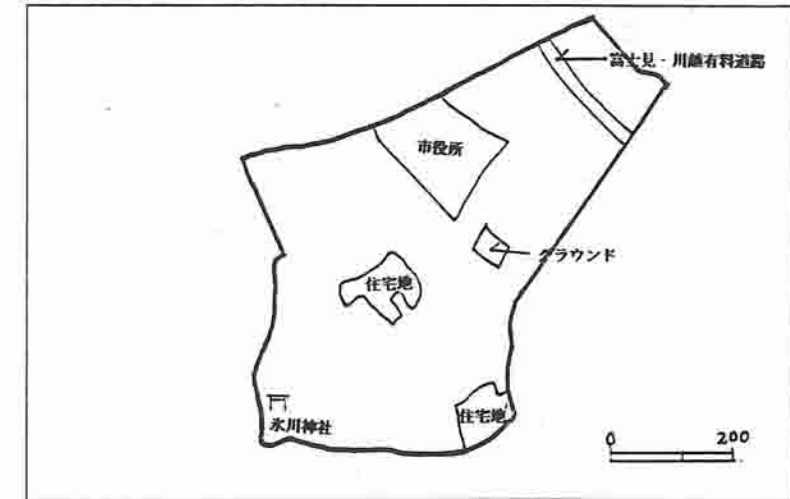 富士見・川越有料道路
市役所
グラウンド
住宅地
住宅地
氷川神社
0 200